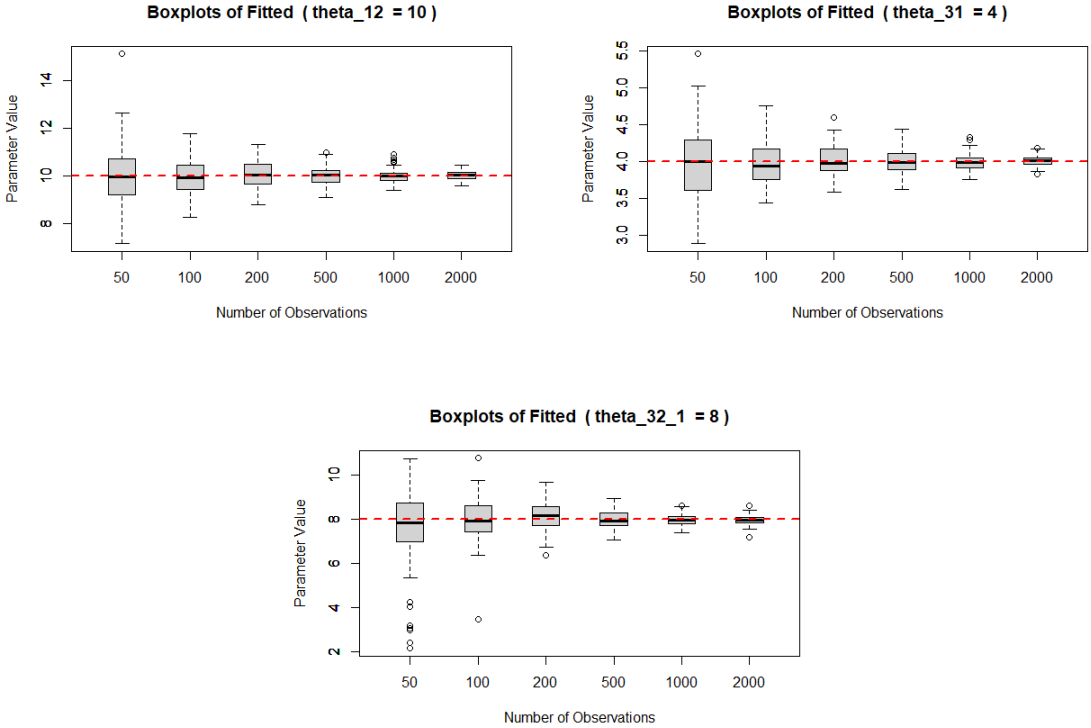 Boxplots of Fitted ( theta_12 = 10 )
Parameter Value
14
12
10
8
50 100 200 500 1000 2000
Number of Observations
Boxplots of Fitted ( theta_31 = 4 )
Parameter Value
5.5
5.0
4.5
4.0
3.5
3.0
50 100 200 500 1000 2000
Number of Observations
Boxplots of Fitted ( theta_32_1 = 8 )
Parameter Value
10
8
6
4
2
50 100 200 500 1000 2000
Number of Observations